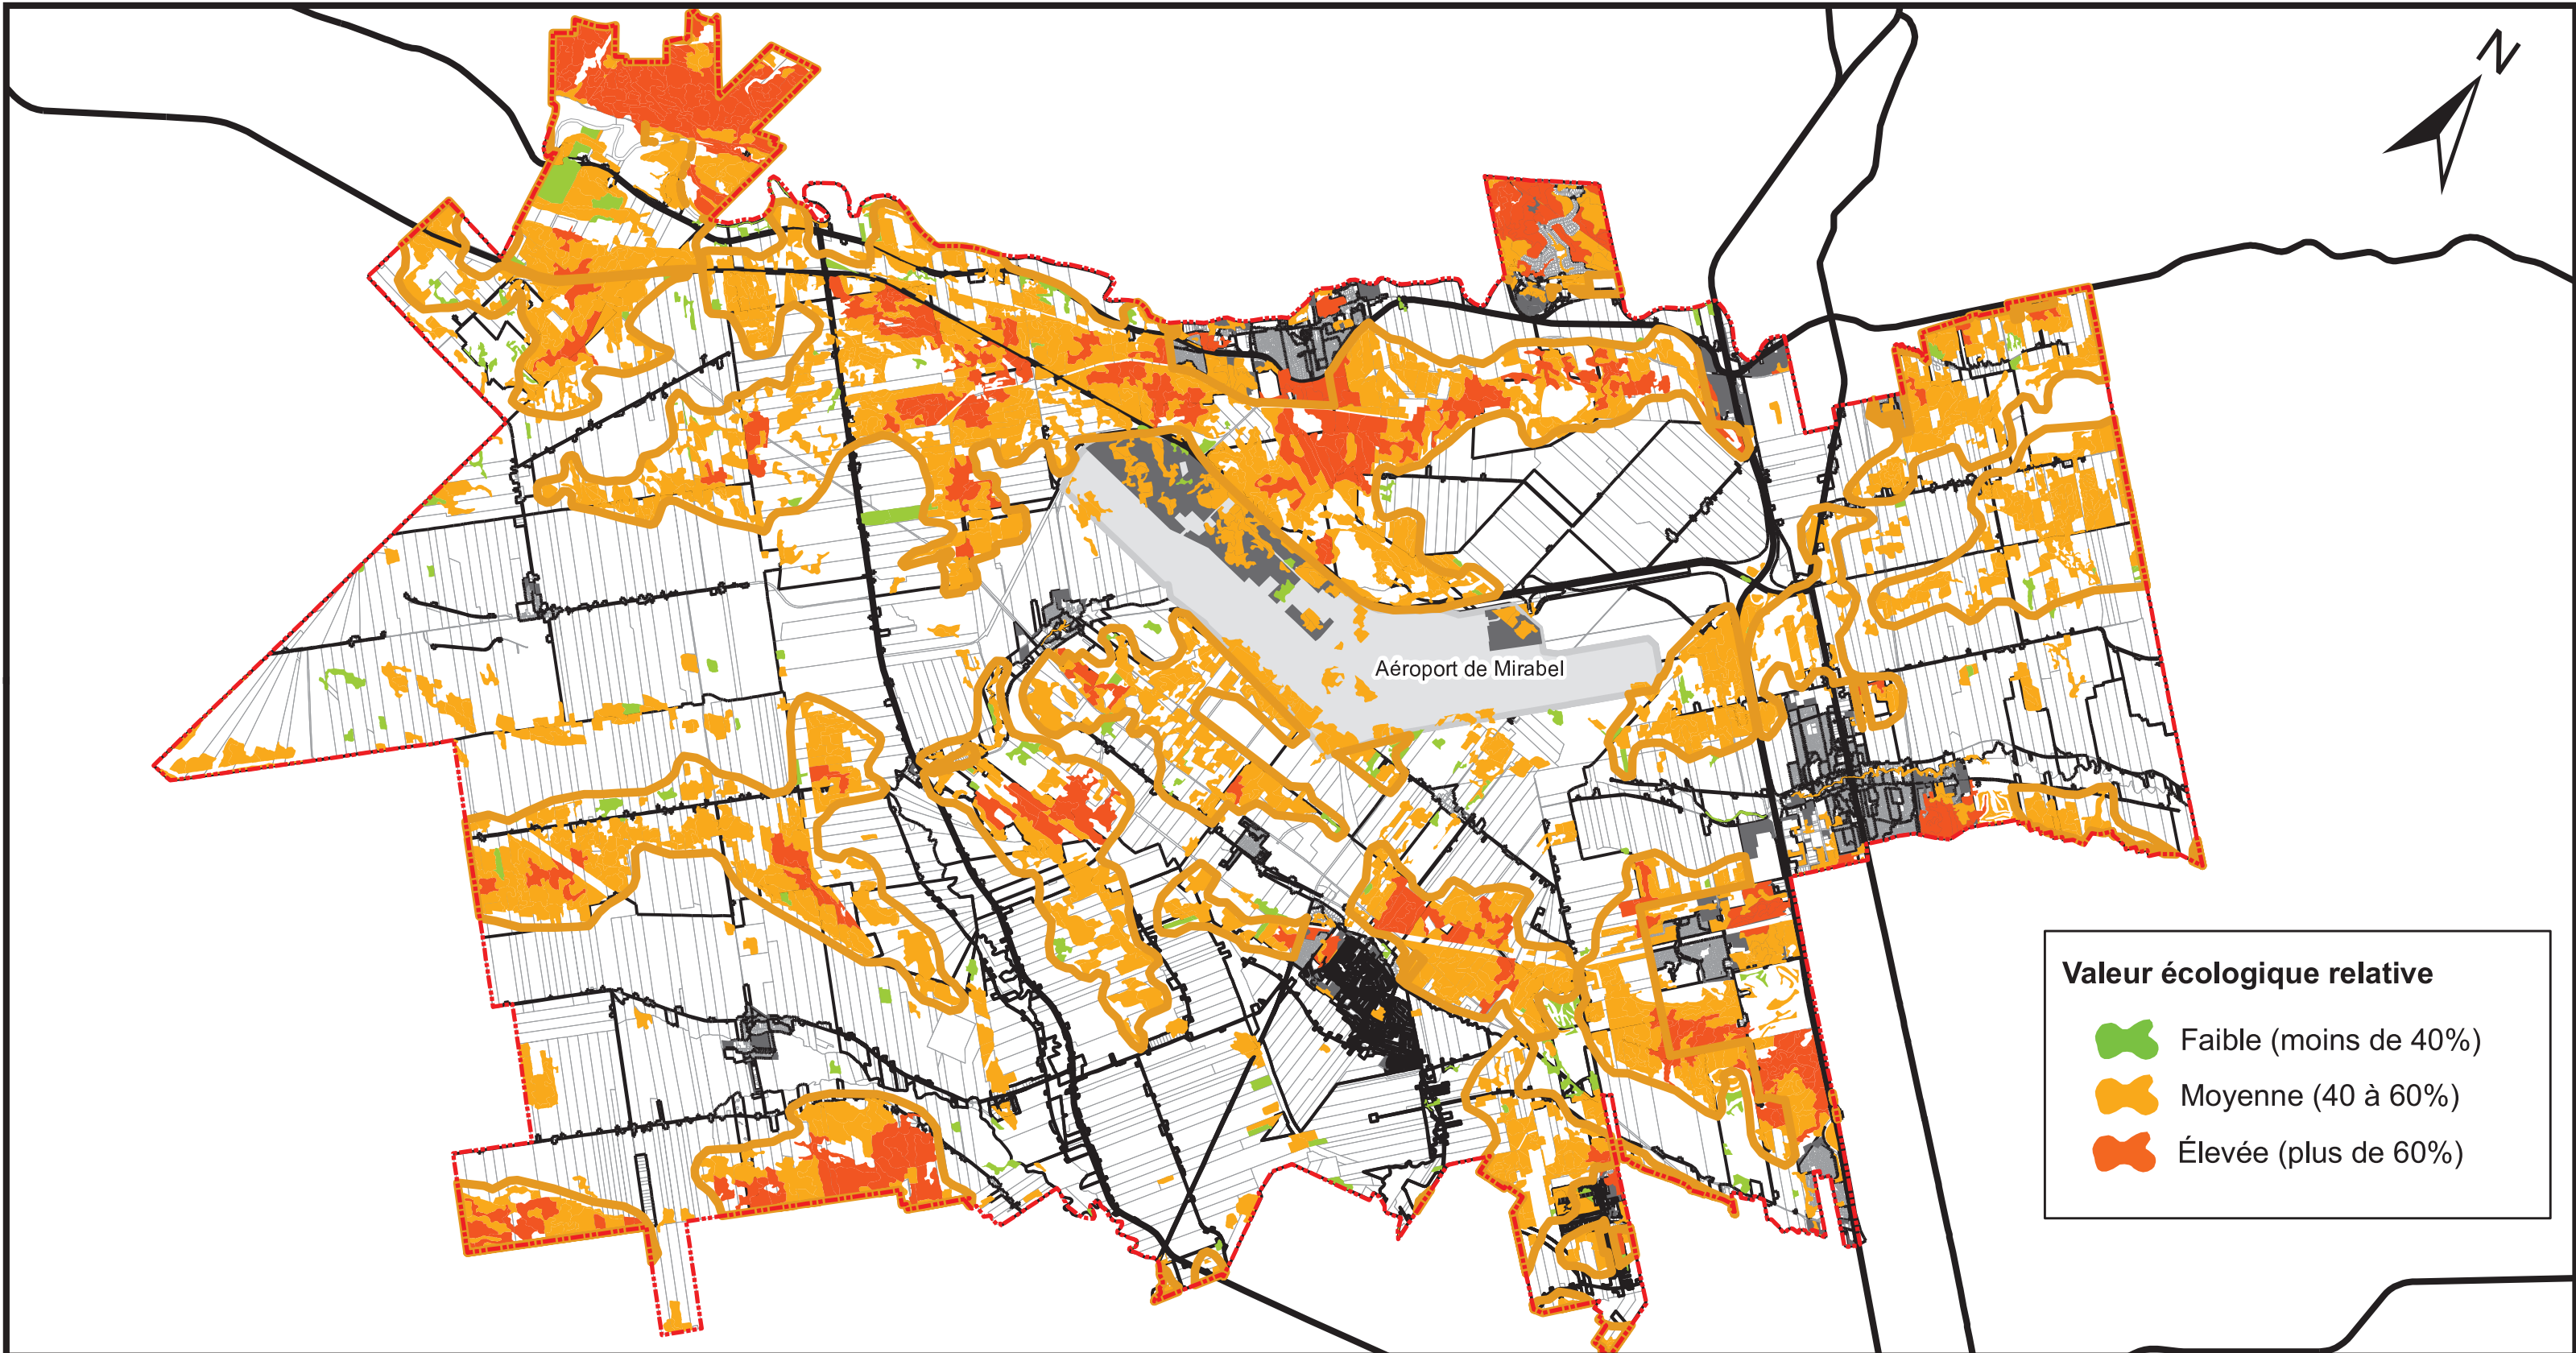 N
Aéroport de Mirabel
Valeur écologique relative
Faible (moins de 40%)
Moyenne (40 à 60%)
Élevée (plus de 60%)